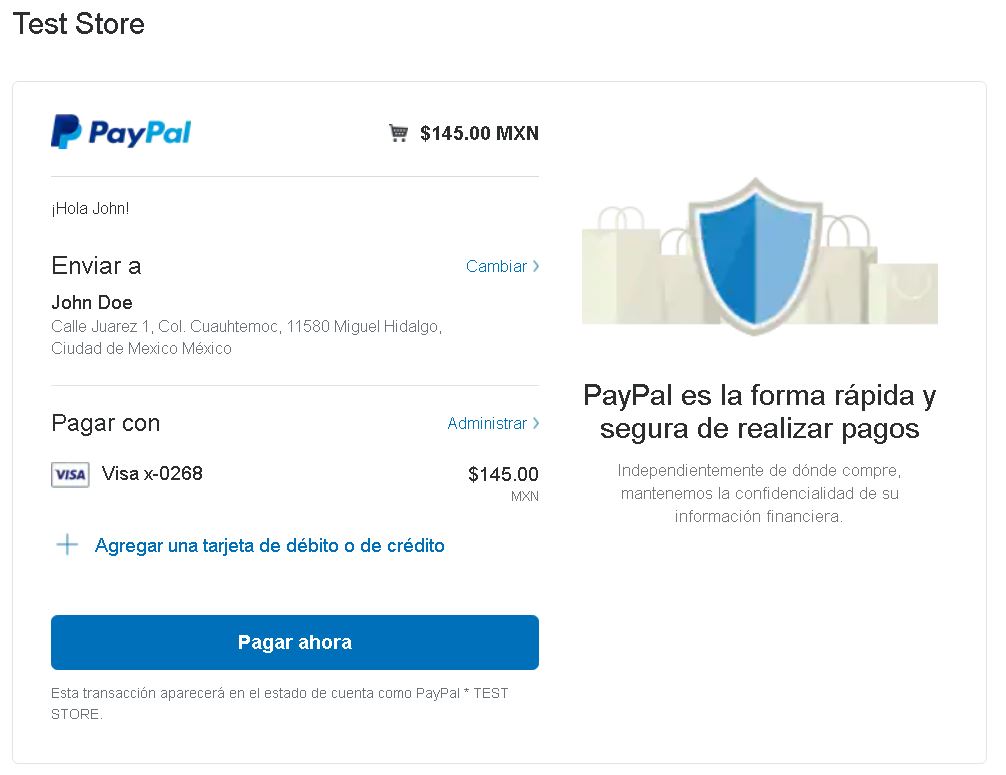 Test Store
PayPal
$145.00 MXN
¡Hola John!
Enviar a
Cambiar
John Doe
Calle Juarez 1, Col. Cuauhtemoc, 11580 Miguel Hidalgo,
Ciudad de Mexico México
Pagar con
Administrar
VISA Visa x-0268
$145.00
MXN
Agregar una tarjeta de débito o de crédito
Pagar ahora
Esta transacción aparecerá en el estado de cuenta como PayPal * TEST
STORE.
PayPal es la forma rápida y
segura de realizar pagos
Independientemente de dónde compre,
mantenemos la confidencialidad de su
información financiera.